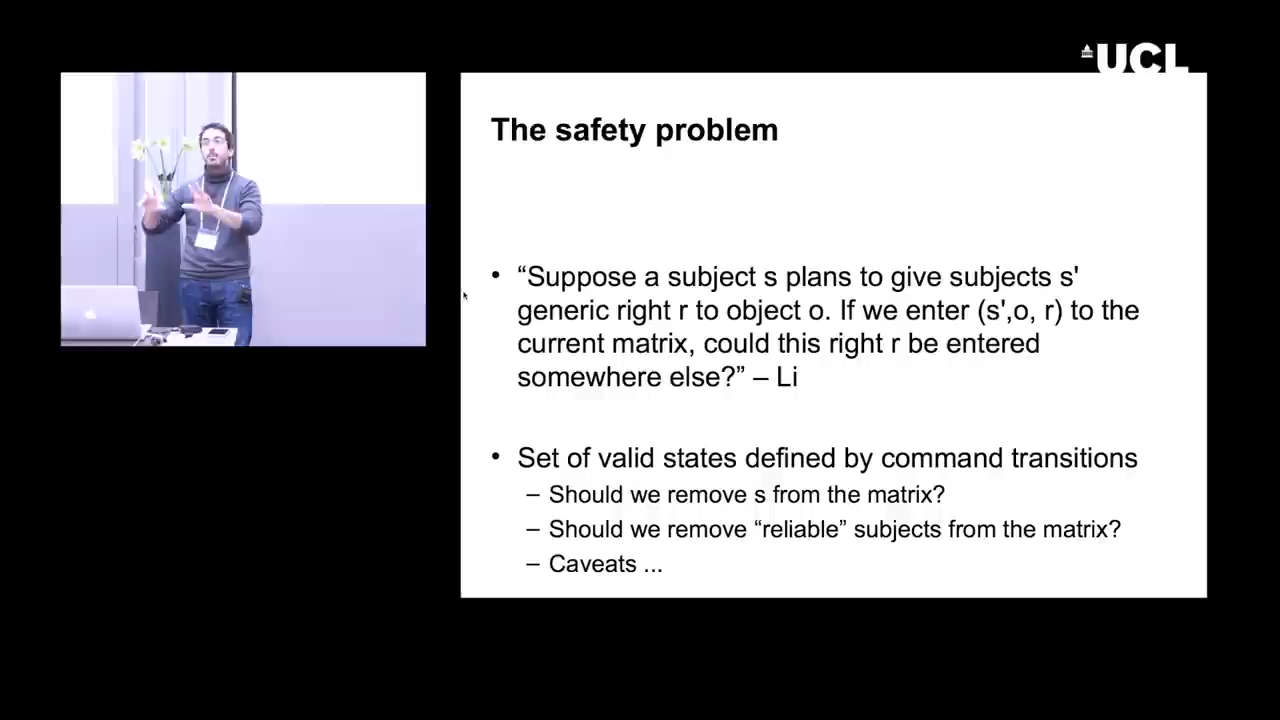 UCL
The safety problem
• “Suppose a subject s plans to give subjects s'
generic right r to object o. If we enter (s',o, r) to the
current matrix, could this right r be entered
somewhere else?” – Li
• Set of valid states defined by command transitions
– Should we remove s from the matrix?
– Should we remove “reliable” subjects from the matrix?
– Caveats ...